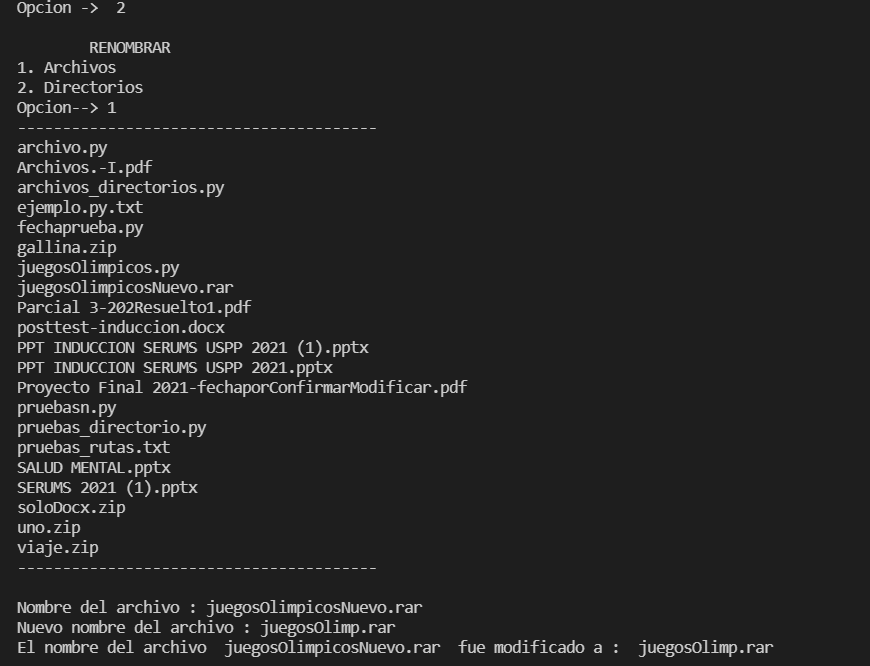 Opcion ->  2
RENOMBRAR
1. Archivos
2. Directorios
Opcion--> 1
----------------------------------------
archivo.py
Archivos.-I.pdf
archivos_directorios.py
ejemplo.py.txt
fechaprueba.py
gallina.zip
juegosOlimpicos.py
juegosOlimpicosNuevo.rar
Parcial 3-202Resuelto1.pdf
posttest-induccion.docx
PPT INDUCCION SERUMS USPP 2021 (1).pptx
PPT INDUCCION SERUMS USPP 2021.pptx
Proyecto Final 2021-fechaporConfirmarModificar.pdf
pruebasn.py
pruebas_directorio.py
pruebas_rutas.txt
SALUD MENTAL.pptx
SERUMS 2021 (1).pptx
soloDocx.zip
uno.zip
viaje.zip
----------------------------------------
Nombre del archivo : juegosOlimpicosNuevo.rar
Nuevo nombre del archivo : juegosOlimp.rar
El nombre del archivo  juegosOlimpicosNuevo.rar  fue modificado a :  juegosOlimp.rar